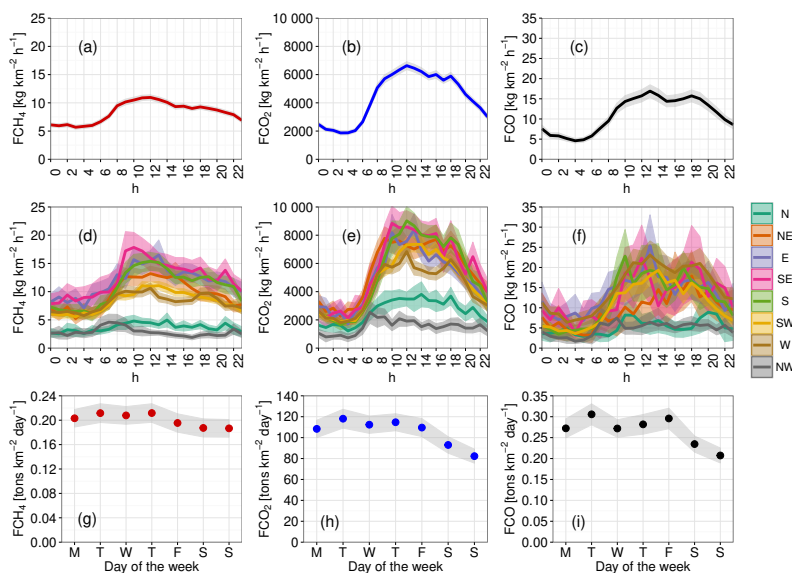 (a)
FCH₄ [kg km⁻² h⁻¹]
25
20
15
10
5
0
0 2 4 6 8 10 12 14 16 18 20 22
h
(b)
FCO₂ [kg km⁻² h⁻¹]
10 000
8000
6000
4000
2000
0
0 2 4 6 8 10 12 14 16 18 20 22
h
(c)
FCO [kg km⁻² h⁻¹]
35
30
25
20
15
10
5
0
0 2 4 6 8 10 12 14 16 18 20 22
h
(d)
FCH₄ [kg km⁻² h⁻¹]
25
20
15
10
5
0
0 2 4 6 8 10 12 14 16 18 20 22
h
(e)
FCO₂ [kg km⁻² h⁻¹]
10 000
8000
6000
4000
2000
0
0 2 4 6 8 10 12 14 16 18 20 22
h
(f)
FCO [kg km⁻² h⁻¹]
35
30
25
20
15
10
5
0
0 2 4 6 8 10 12 14 16 18 20 22
h
N
NE
E
SE
S
SW
W
NW
(g)
FCH₄ [tons km⁻² day⁻¹]
0.24
0.20
0.16
0.12
0.08
0.04
0.00
M T W T F S S
Day of the week
(h)
FCO₂ [tons km⁻² day⁻¹]
140
120
100
80
60
40
20
0
M T W T F S S
Day of the week
(i)
FCO [tons km⁻² day⁻¹]
0.35
0.30
0.25
0.20
0.15
0.10
0.05
0.00
M T W T F S S
Day of the week